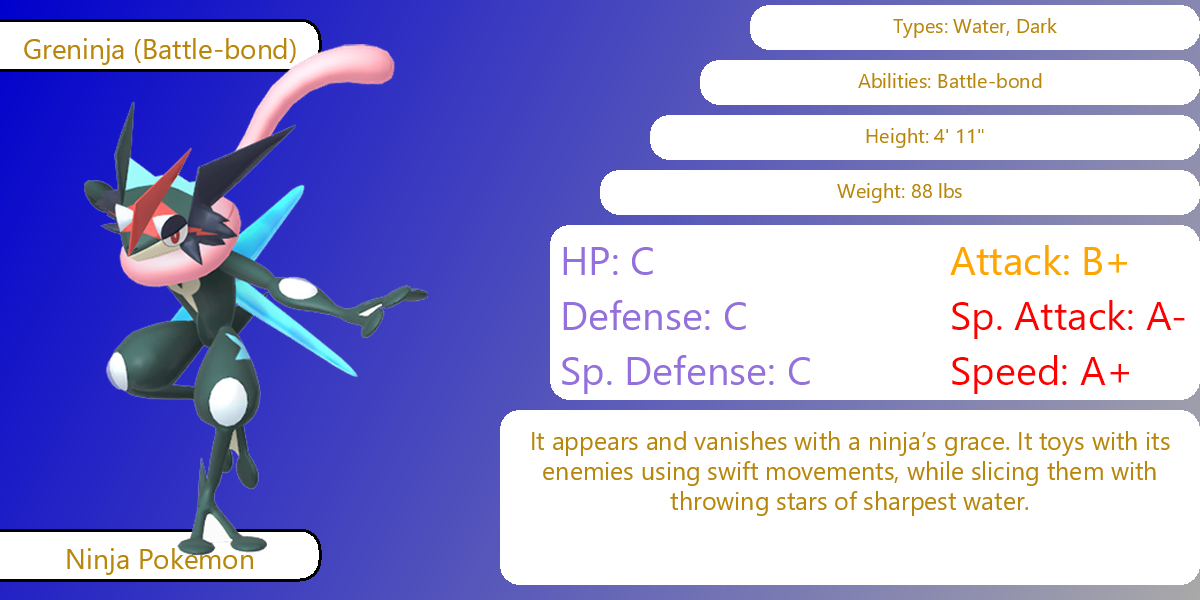 Greninja (Battle-bond)
Types: Water, Dark
Abilities: Battle-bond
Height: 4' 11"
Weight: 88 lbs
HP: C
Attack: B+
Defense: C
Sp. Attack: A-
Sp. Defense: C
Speed: A+
It appears and vanishes with a ninja’s grace. It toys with its
enemies using swift movements, while slicing them with
throwing stars of sharpest water.
Ninja Pokémon